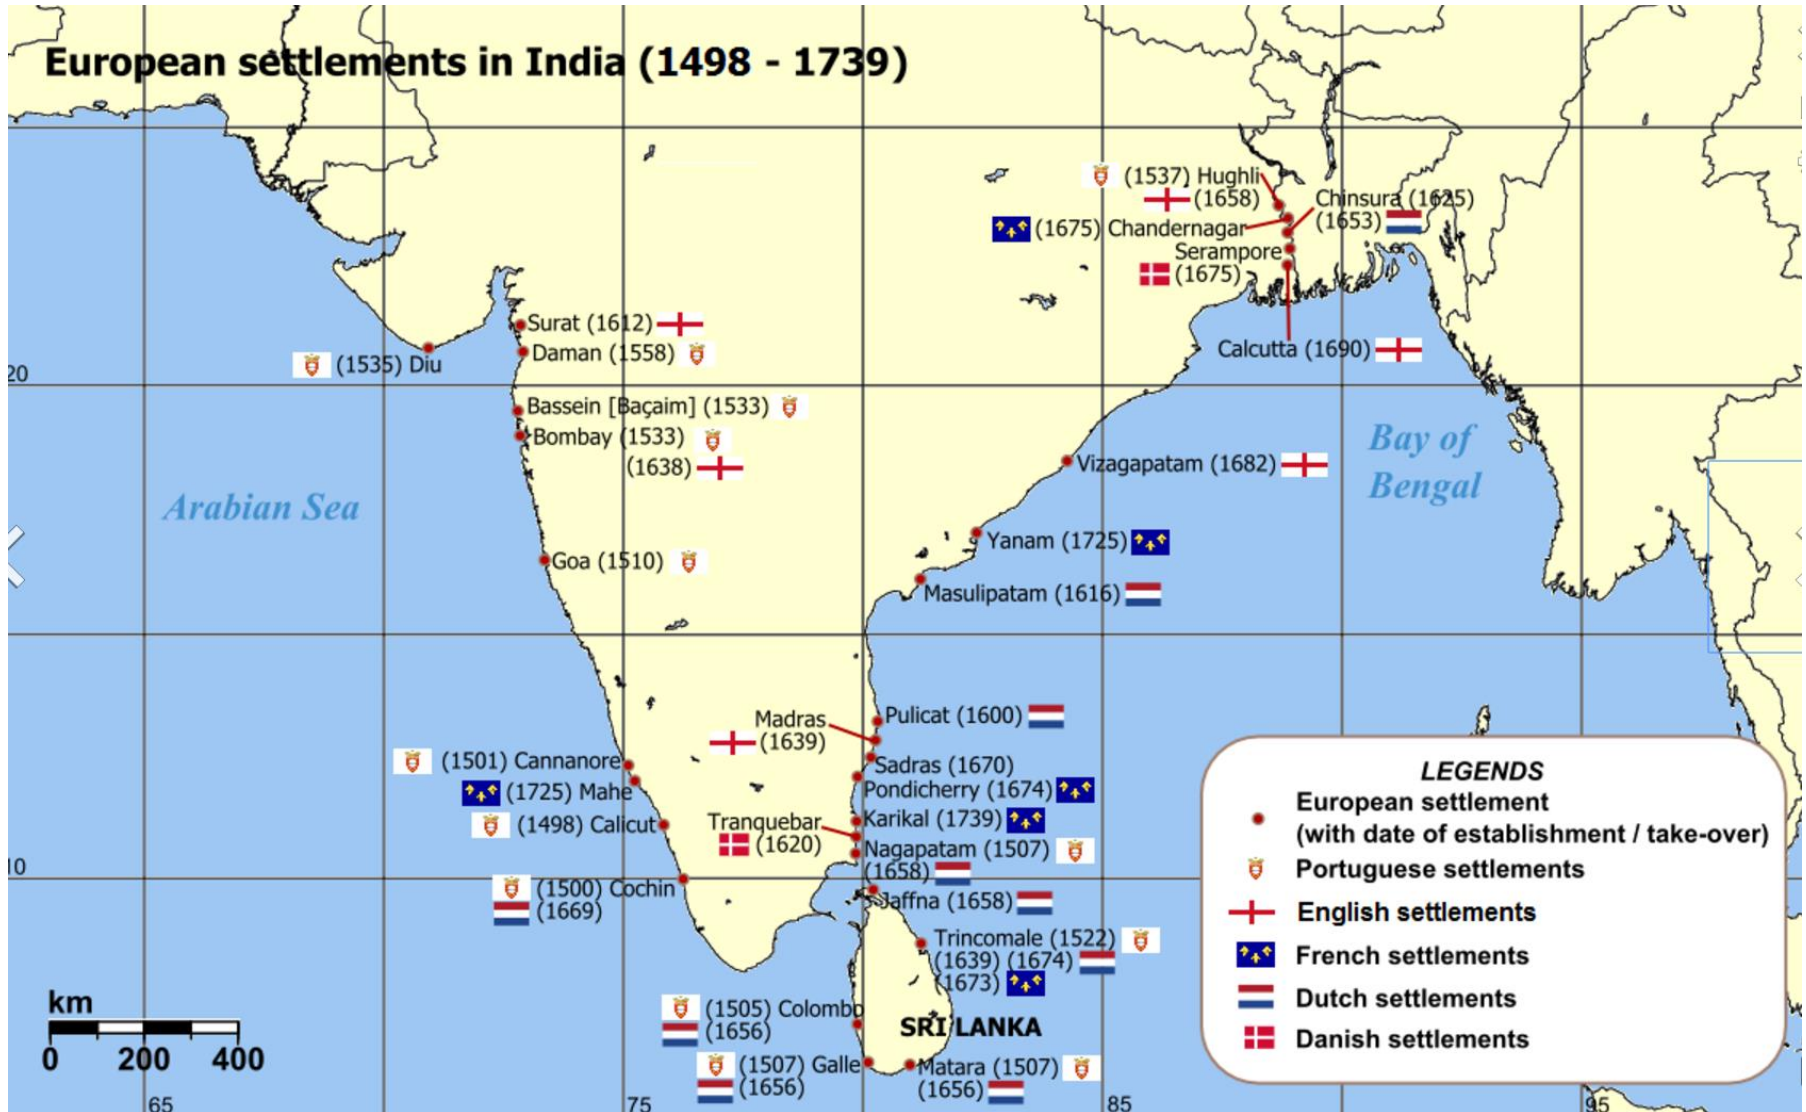 European settlements in India (1498 - 1739)
(1537) Hughli
(1658)
Chinsura (1625)
(1653)
(1675) Chandernagar
Serampore
(1675)
Surat (1612)
Daman (1558)
(1535) Diu
Calcutta (1690)
20
Bassein [Baçaim] (1533)
Bombay (1533)
(1638)
Bay of
Bengal
Vizagapatam (1682)
Arabian Sea
Yanam (1725)
Goa (1510)
Masulipatam (1616)
Pulicat (1600)
Madras
(1639)
(1501) Cannanore
Sadras (1670)
(1725) Mahe
Pondicherry (1674)
(1498) Calicut
Tranquebar
(1620)
Karikal (1739)
Nagapatam (1507)
(1658)
10
(1500) Cochin
(1669)
Jaffna (1658)
Trincomale (1522)
(1639) (1674)
(1673)
(1505) Colombo
(1656)
SRI LANKA
(1507) Galle
(1656)
Matara (1507)
(1656)
LEGENDS
European settlement
(with date of establishment / take-over)
Portuguese settlements
English settlements
French settlements
Dutch settlements
Danish settlements
km
0 200 400
65 75 85 95